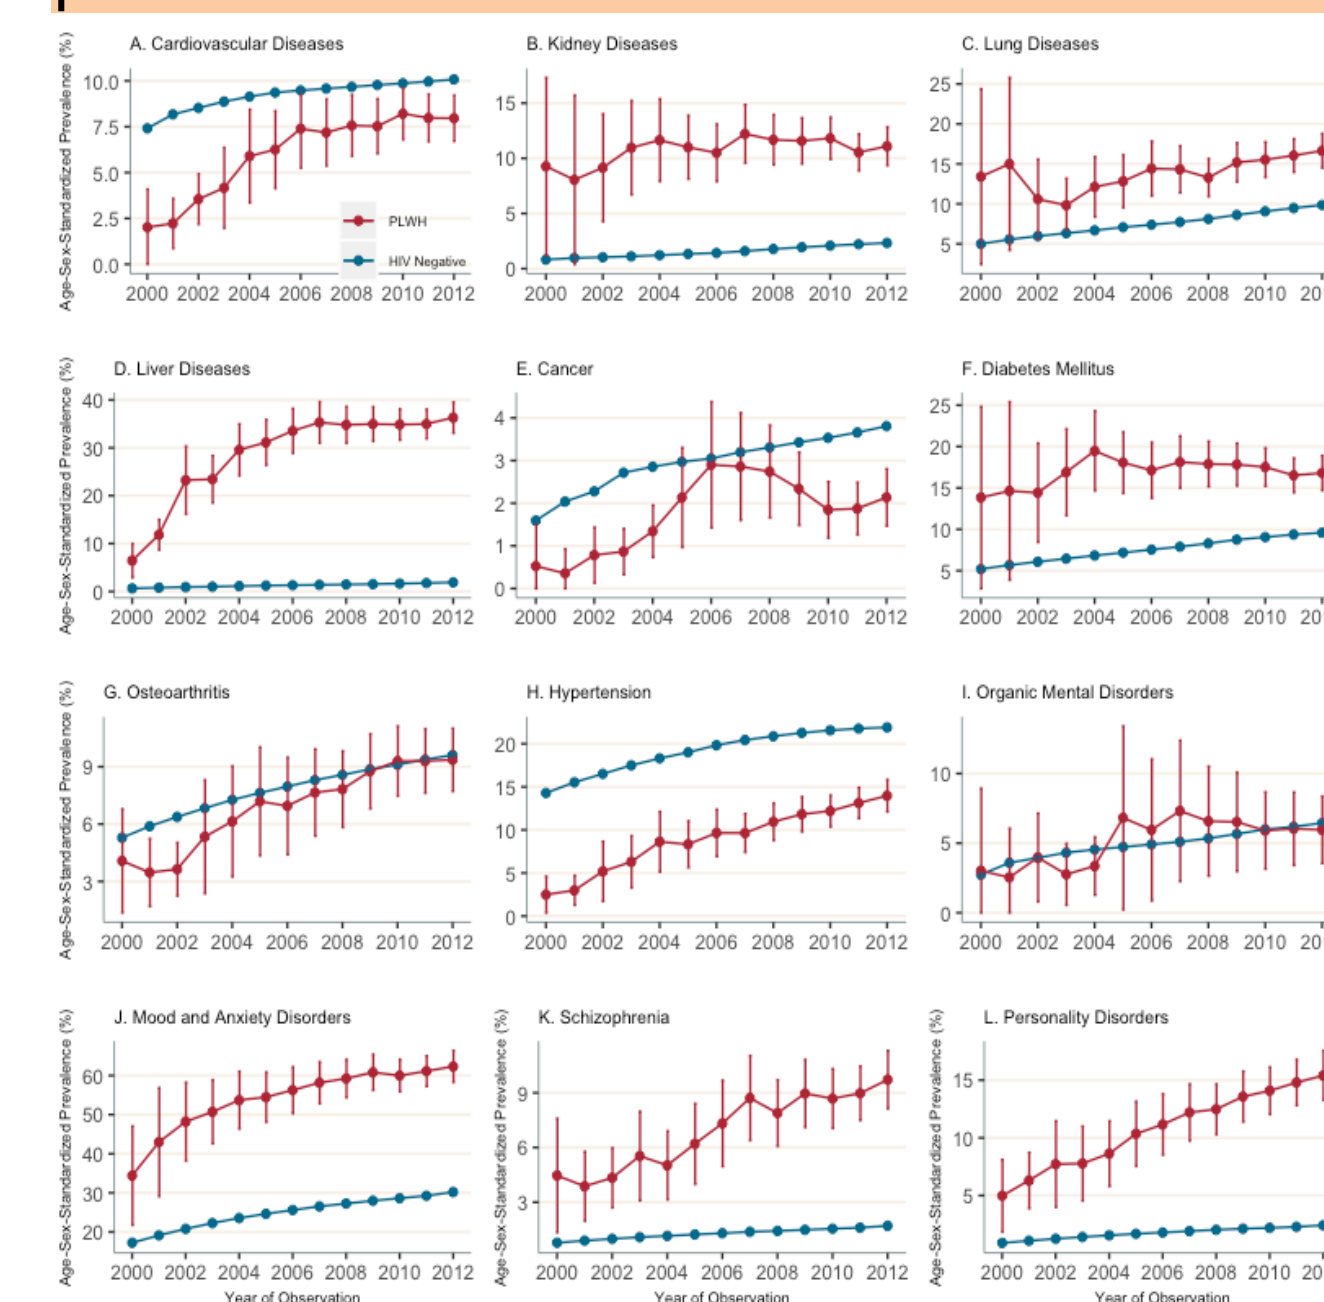 A. Cardiovascular Diseases
B. Kidney Diseases
C. Lung Diseases
Age-Sex-Standardized Prevalence (%)
10.0
7.5
5.0
2.5
0.0
PLWH
HIV Negative
2000 2002 2004 2006 2008 2010 2012
15
10
5
0
2000 2002 2004 2006 2008 2010 2012
25
20
15
10
5
2000 2002 2004 2006 2008 2010 20
D. Liver Diseases
E. Cancer
F. Diabetes Mellitus
Age-Sex-Standardized Prevalence (%)
40
30
20
10
0
2000 2002 2004 2006 2008 2010 2012
4
3
2
1
0
2000 2002 2004 2006 2008 2010 2012
25
20
15
10
5
2000 2002 2004 2006 2008 2010 20
G. Osteoarthritis
H. Hypertension
I. Organic Mental Disorders
Age-Sex-Standardized Prevalence (%)
9
6
3
2000 2002 2004 2006 2008 2010 2012
20
15
10
5
0
2000 2002 2004 2006 2008 2010 2012
10
5
0
2000 2002 2004 2006 2008 2010 20
J. Mood and Anxiety Disorders
K. Schizophrenia
L. Personality Disorders
Age-Sex-Standardized Prevalence (%)
60
50
40
30
20
2000 2002 2004 2006 2008 2010 2012
Year of Observation
Age-Sex-Standardized Prevalence (%)
9
6
3
2000 2002 2004 2006 2008 2010 2012
Year of Observation
Age-Sex-Standardized Prevalence (%)
15
10
5
2000 2002 2004 2006 2008 2010 20
Year of Observation